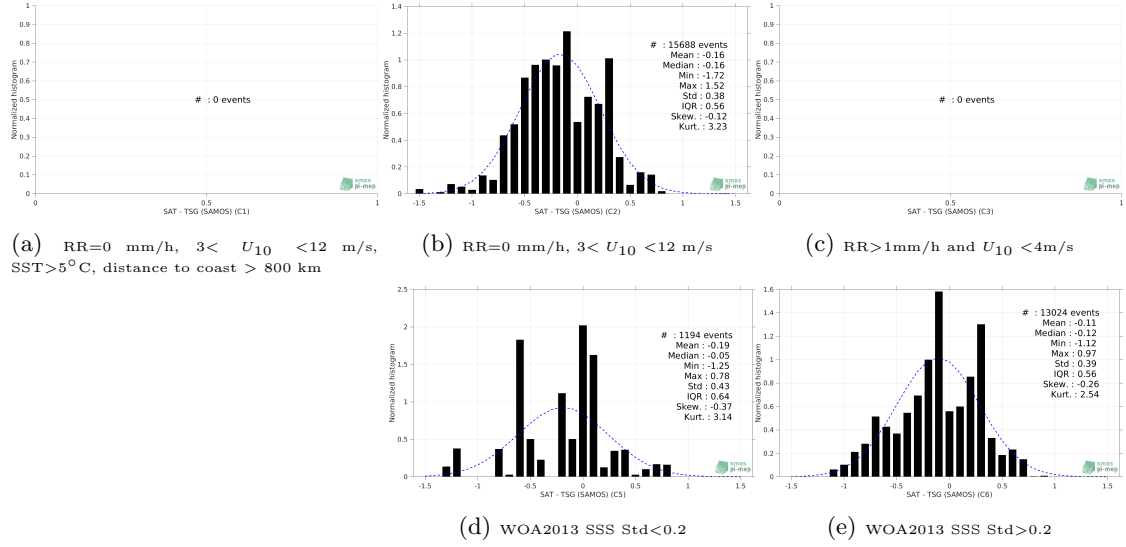 1
0.9
0.8
0.7
0.6
0.5
0.4
0.3
0.2
0.1
0
Normalized histogram
# : 0 events
smos
pi-mep
0 0.5 1
SAT - TSG (SAMOS) (C1)
(a) RR=0 mm/h, 3< U10 <12 m/s,
SST>5°C, distance to coast > 800 km
1.4
1.2
1
0.8
0.6
0.4
0.2
0
Normalized histogram
# : 15688 events
Mean : -0.16
Median : -0.16
Min : -1.72
Max : 1.52
Std : 0.38
IQR : 0.56
Skew. : -0.12
Kurt. : 3.23
smos
pi-mep
-1.5 -1 -0.5 0 0.5 1 1.5
SAT - TSG (SAMOS) (C2)
(b) RR=0 mm/h, 3< U10 <12 m/s
1
0.9
0.8
0.7
0.6
0.5
0.4
0.3
0.2
0.1
0
Normalized histogram
# : 0 events
smos
pi-mep
0 0.5 1
SAT - TSG (SAMOS) (C3)
(c) RR>1mm/h and U10 <4m/s
2.5
2
1.5
1
0.5
0
Normalized histogram
# : 1194 events
Mean : -0.19
Median : -0.05
Min : -1.25
Max : 0.78
Std : 0.43
IQR : 0.64
Skew. : -0.37
Kurt. : 3.14
smos
pi-mep
-1.5 -1 -0.5 0 0.5 1 1.5
SAT - TSG (SAMOS) (C5)
(d) WOA2013 SSS Std<0.2
1.6
1.4
1.2
1
0.8
0.6
0.4
0.2
0
Normalized histogram
# : 13024 events
Mean : -0.11
Median : -0.12
Min : -1.12
Max : 0.97
Std : 0.39
IQR : 0.56
Skew. : -0.26
Kurt. : 2.54
smos
pi-mep
-1.5 -1 -0.5 0 0.5 1 1.5
SAT - TSG (SAMOS) (C6)
(e) WOA2013 SSS Std>0.2